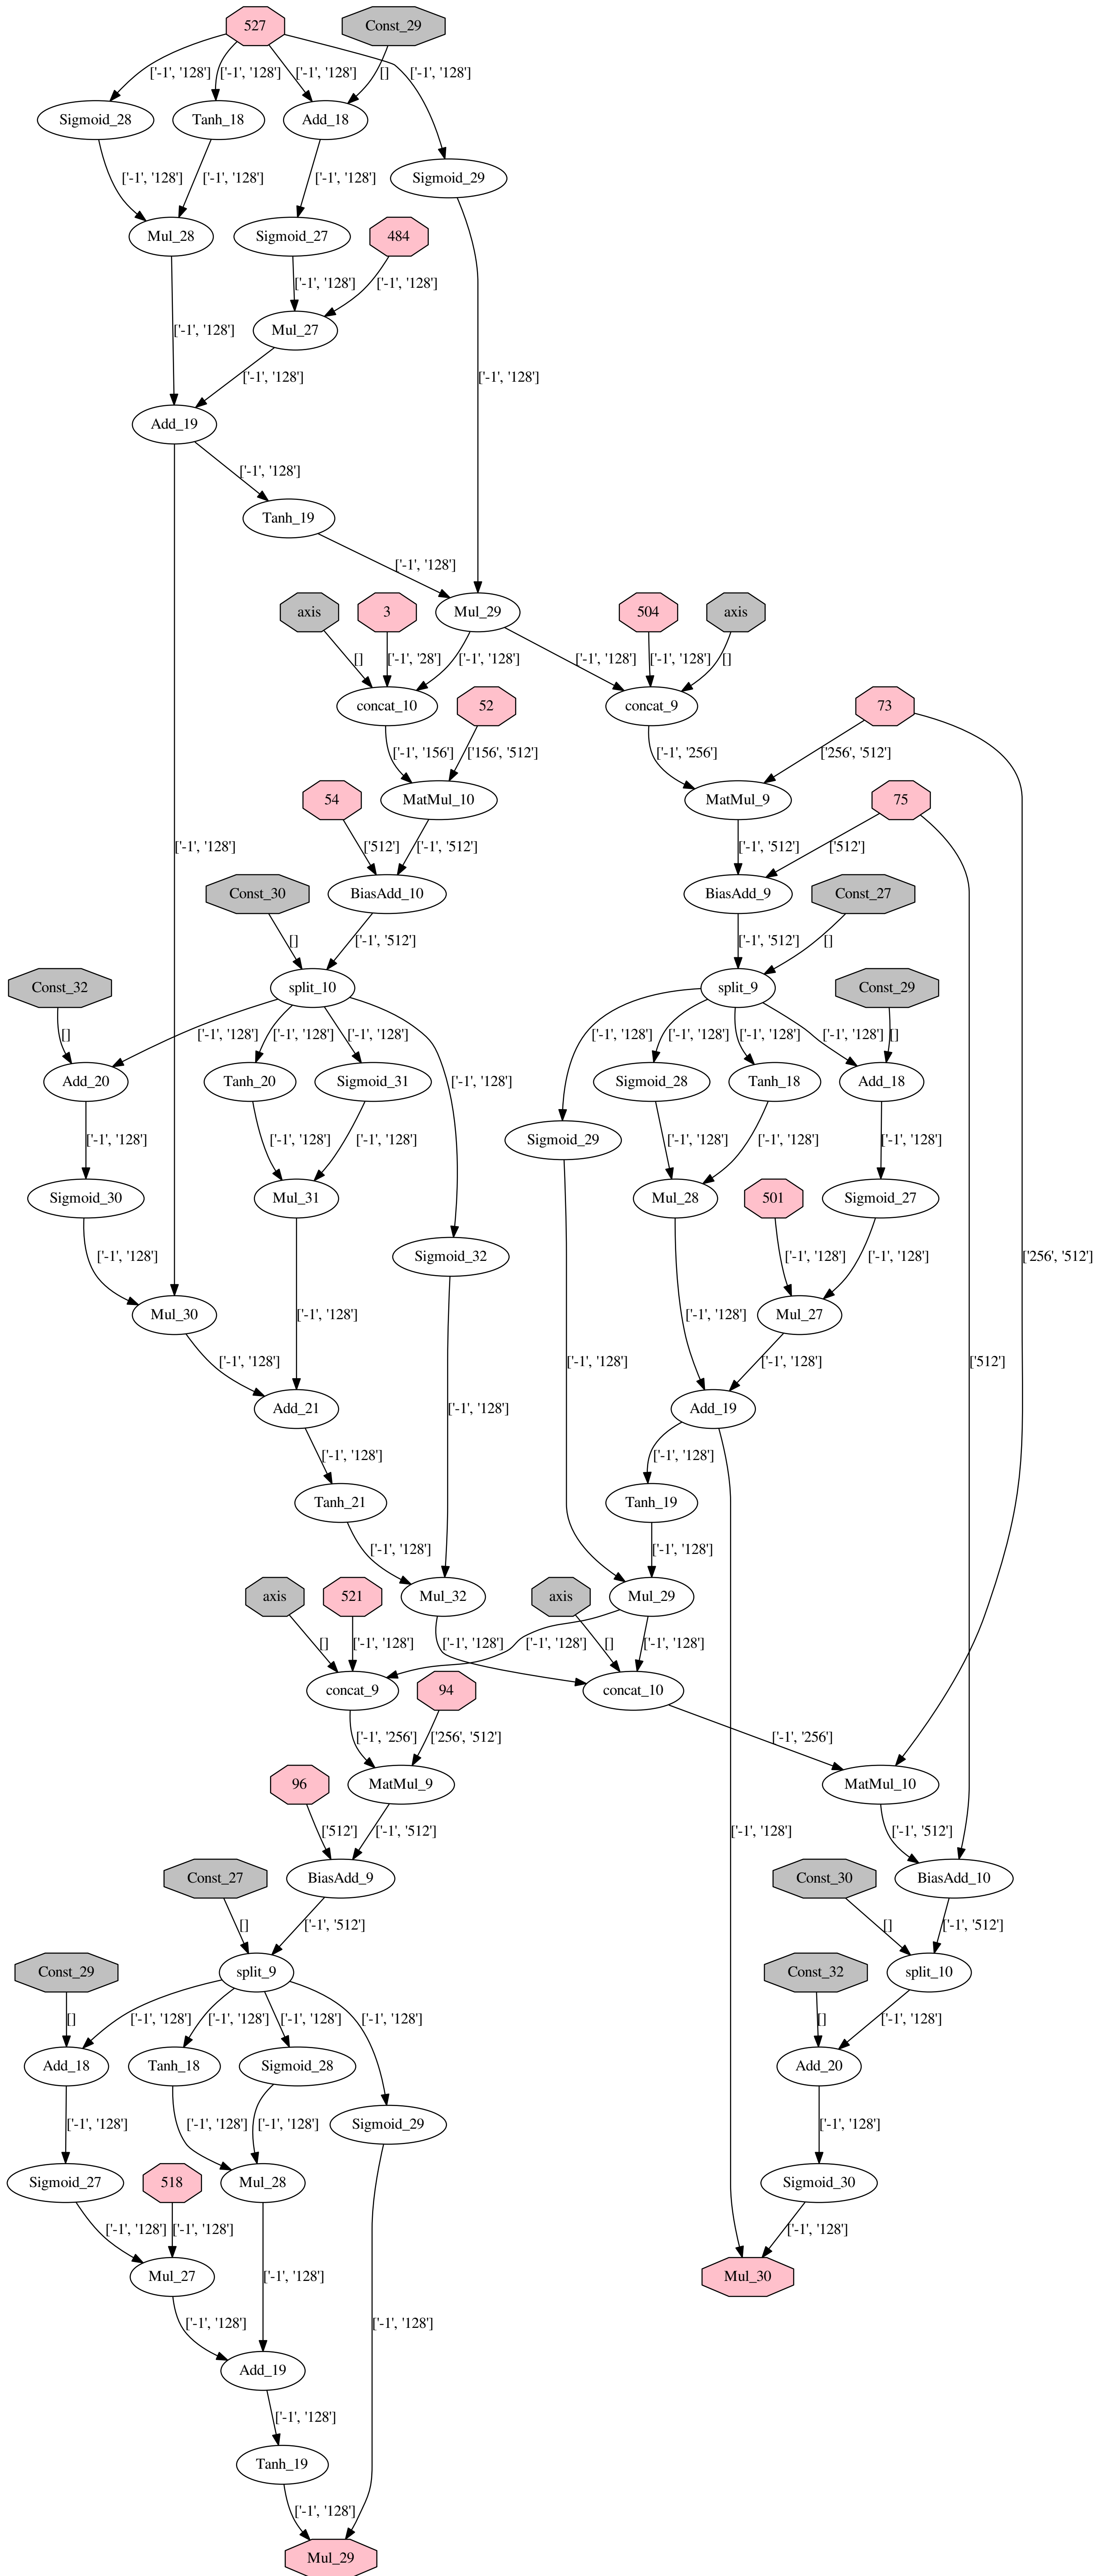 527
Const_29
['-1', '128']
['-1', '128']
['-1', '128']
[]
['-1', '128']
Sigmoid_28
Tanh_18
Add_18
['-1', '128']
['-1', '128']
['-1', '128']
Sigmoid_29
Mul_28
Sigmoid_27
484
['-1', '128']
['-1', '128']
['-1', '128']
Mul_27
['-1', '128']
['-1', '128']
Add_19
['-1', '128']
Tanh_19
['-1', '128']
axis
3
Mul_29
504
axis
[]
['-1', '28']
['-1', '128']
['-1', '128']
['-1', '128']
[]
concat_10
52
concat_9
73
['-1', '156']
['156', '512']
['-1', '256']
['256', '512']
54
MatMul_10
MatMul_9
75
['-1', '128']
['512']
['-1', '512']
['-1', '512']
['512']
Const_30
BiasAdd_10
BiasAdd_9
Const_27
[]
['-1', '512']
['-1', '512']
[]
Const_32
split_10
split_9
Const_29
[]
['-1', '128']
['-1', '128']
['-1', '128']
['-1', '128']
['-1', '128']
['-1', '128']
['-1', '128']
[]
Add_20
Tanh_20
Sigmoid_31
['-1', '128']
Sigmoid_28
Tanh_18
Add_18
['-1', '128']
['-1', '128']
['-1', '128']
Sigmoid_29
['-1', '128']
['-1', '128']
['-1', '128']
Sigmoid_30
Mul_31
Mul_28
501
Sigmoid_27
['-1', '128']
Sigmoid_32
['-1', '128']
['-1', '128']
['256', '512']
Mul_30
['-1', '128']
['-1', '128']
Mul_27
['-1', '128']
['-1', '128']
['-1', '128']
['512']
Add_21
['-1', '128']
Add_19
['-1', '128']
['-1', '128']
Tanh_21
Tanh_19
['-1', '128']
['-1', '128']
axis
521
Mul_32
axis
Mul_29
[]
['-1', '128']
['-1', '128']
['-1', '128']
[]
['-1', '128']
concat_9
94
concat_10
['-1', '256']
['256', '512']
['-1', '256']
96
MatMul_9
MatMul_10
['512']
['-1', '512']
['-1', '128']
['-1', '512']
Const_27
BiasAdd_9
Const_30
BiasAdd_10
[]
['-1', '512']
[]
['-1', '512']
Const_29
split_9
Const_32
split_10
[]
['-1', '128']
['-1', '128']
['-1', '128']
['-1', '128']
[]
['-1', '128']
Add_18
Tanh_18
Sigmoid_28
Add_20
['-1', '128']
['-1', '128']
['-1', '128']
Sigmoid_29
['-1', '128']
Sigmoid_27
518
Mul_28
Sigmoid_30
['-1', '128']
['-1', '128']
['-1', '128']
Mul_27
['-1', '128']
Mul_30
['-1', '128']
['-1', '128']
Add_19
['-1', '128']
Tanh_19
['-1', '128']
Mul_29